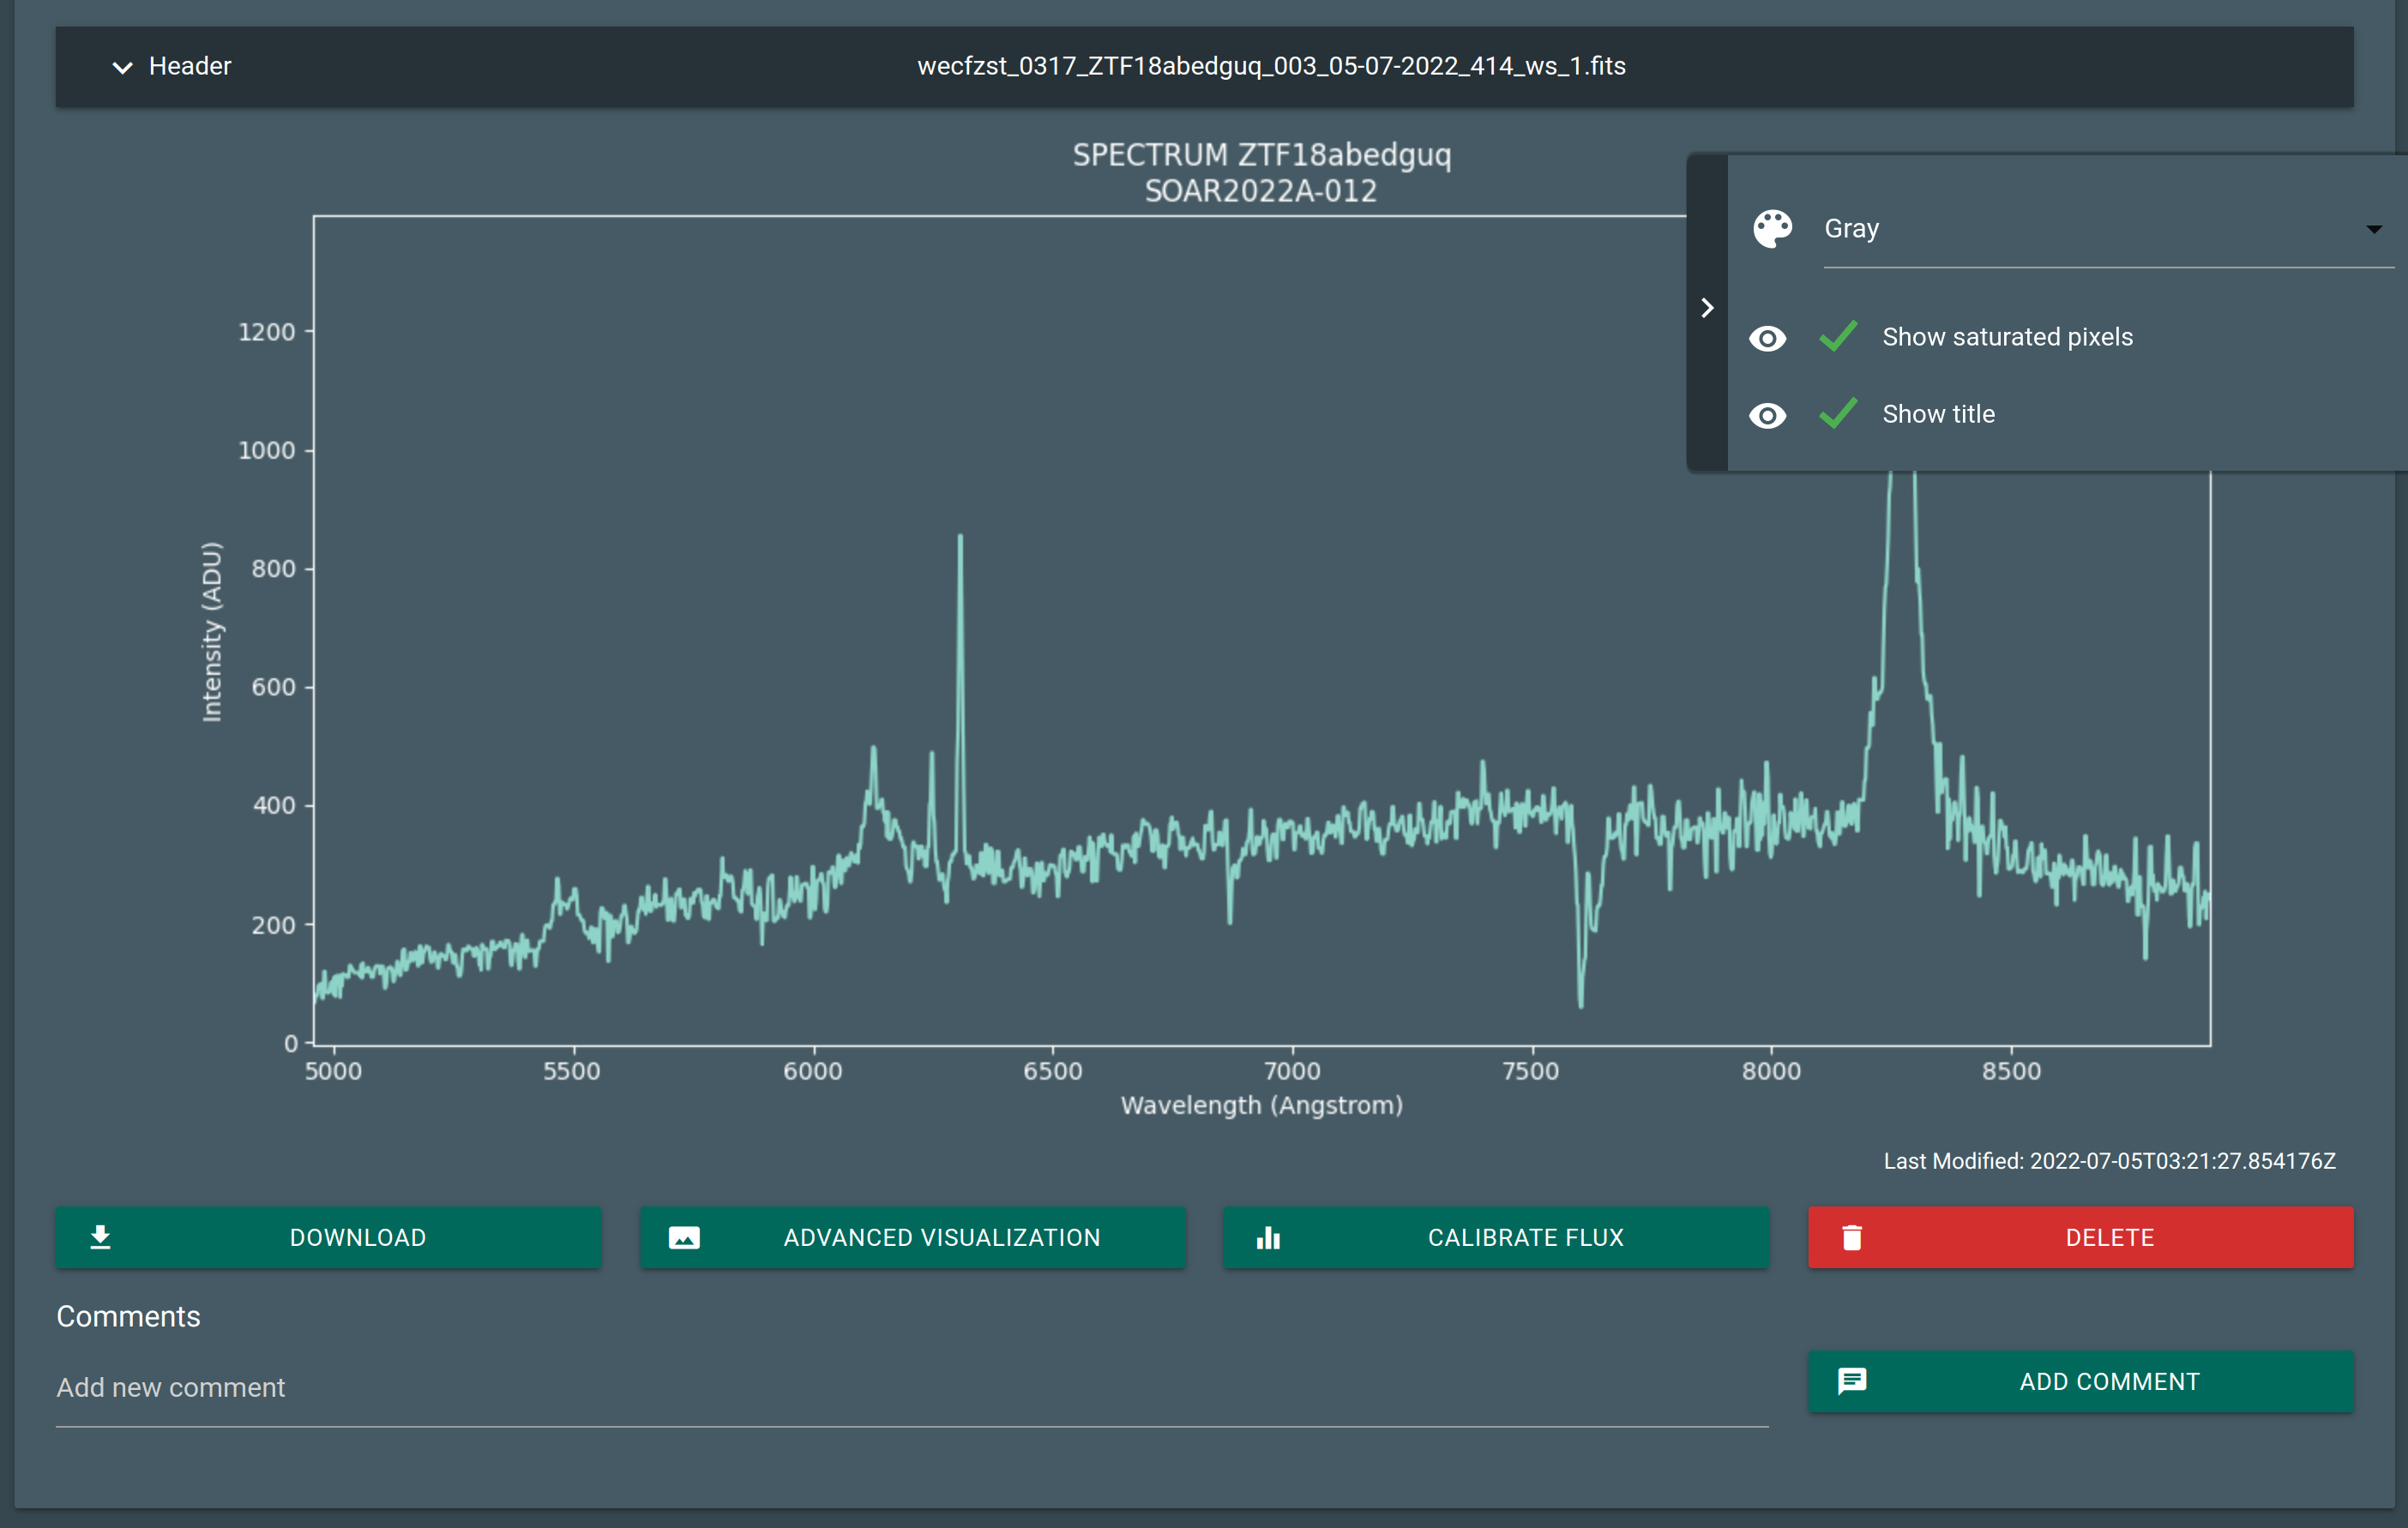 Header
wecfzst_0317_ZTF18abedguq_003_05-07-2022_414_ws_1.fits
SPECTRUM ZTF18abedguq
SOAR2022A-012
Gray
Show saturated pixels
Show title
1200
1000
800
600
400
200
0
Intensity (ADU)
5000 5500 6000 6500 7000 7500 8000 8500
Wavelength (Angstrom)
Last Modified: 2022-07-05T03:21:27.854176Z
DOWNLOAD
ADVANCED VISUALIZATION
CALIBRATE FLUX
DELETE
Comments
Add new comment
ADD COMMENT